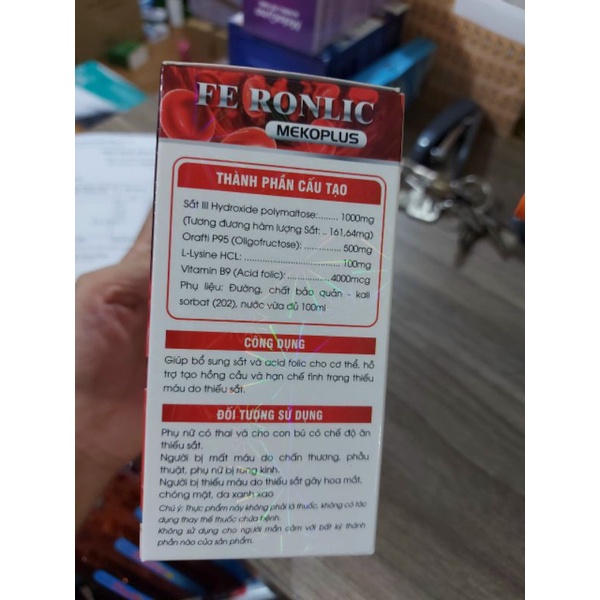 FE RONLIC
MEKOPLUS
THÀNH PHẦN CẤU TẠO
Sắt III Hydroxide polymaltose:........ 1000mg
(Tương đương hàm lượng Sắt: .. 161,64mg)
Orafti P95 (Oligofructose): ............... 500mg
L-Lysine HCL: ............................... 100mg
Vitamin B9 (Acid folic): ................. 4000mcg
Phụ liệu: Đường, chất bảo quản - kali
sorbat (202), nước vừa đủ 100ml
CÔNG DỤNG
Giúp bổ sung sắt và acid folic cho cơ thể, hỗ
trợ tạo hồng cầu và hạn chế tình trạng thiếu
máu do thiếu sắt.
ĐỐI TƯỢNG SỬ DỤNG
Phụ nữ có thai và cho con bú có chế độ ăn
thiếu sắt.
Người bị mất máu do chấn thương, phẫu
thuật, phụ nữ bị rong kinh.
Người bị thiếu máu do thiếu sắt gây hoa mắt,
chóng mặt, da xanh xao
Chú ý: Thực phẩm này không phải là thuốc, không có tác
dụng thay thế thuốc chữa bệnh.
Không sử dụng cho người mẫn cảm với bất kỳ thành
phần nào của sản phẩm.